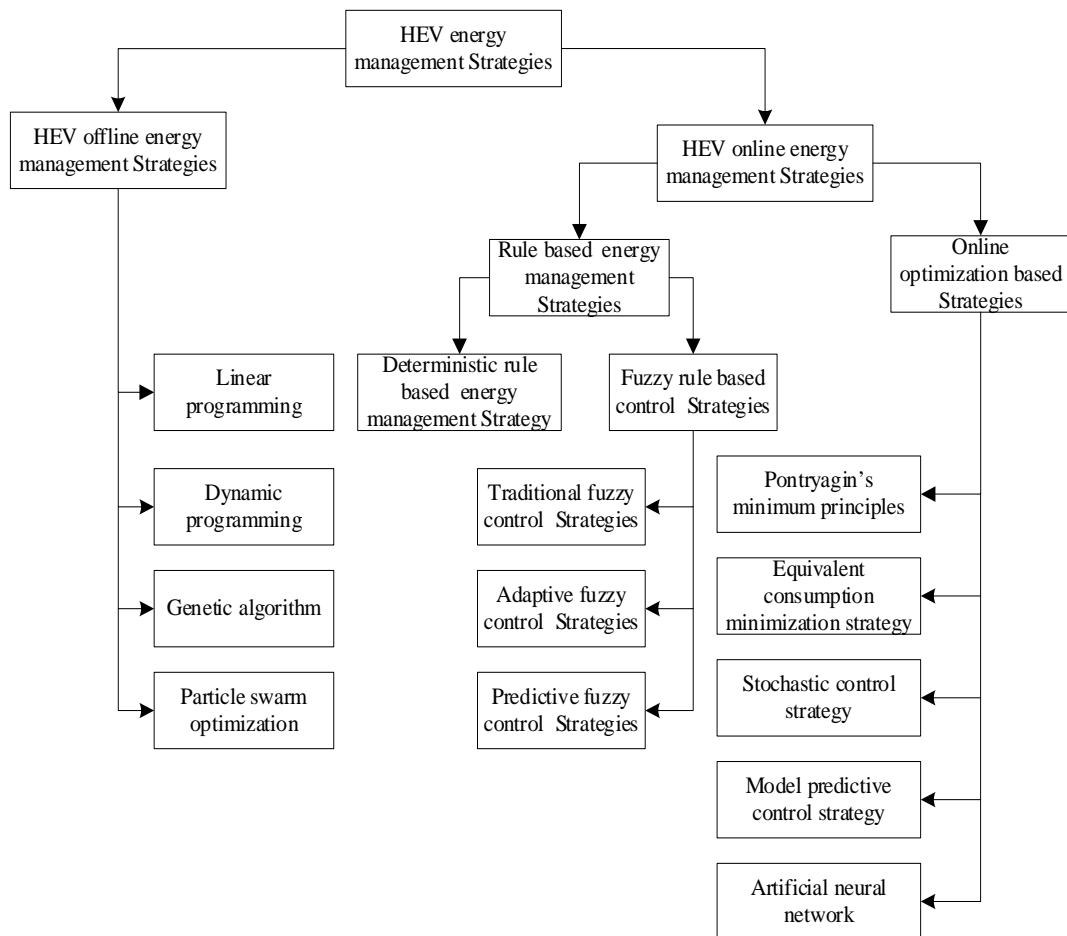 HEV energy
management Strategies
HEV offline energy
management Strategies
HEV online energy
management Strategies
Rule based energy
management
Strategies
Online
optimization based
Strategies
Linear
programming
Deterministic rule
based energy
management Strategy
Fuzzy rule based
control Strategies
Dynamic
programming
Traditional fuzzy
control Strategies
Pontryagin’s
minimum principles
Genetic algorithm
Adaptive fuzzy
control Strategies
Equivalent
consumption
minimization strategy
Particle swarm
optimization
Predictive fuzzy
control Strategies
Stochastic control
strategy
Model predictive
control strategy
Artificial neural
network